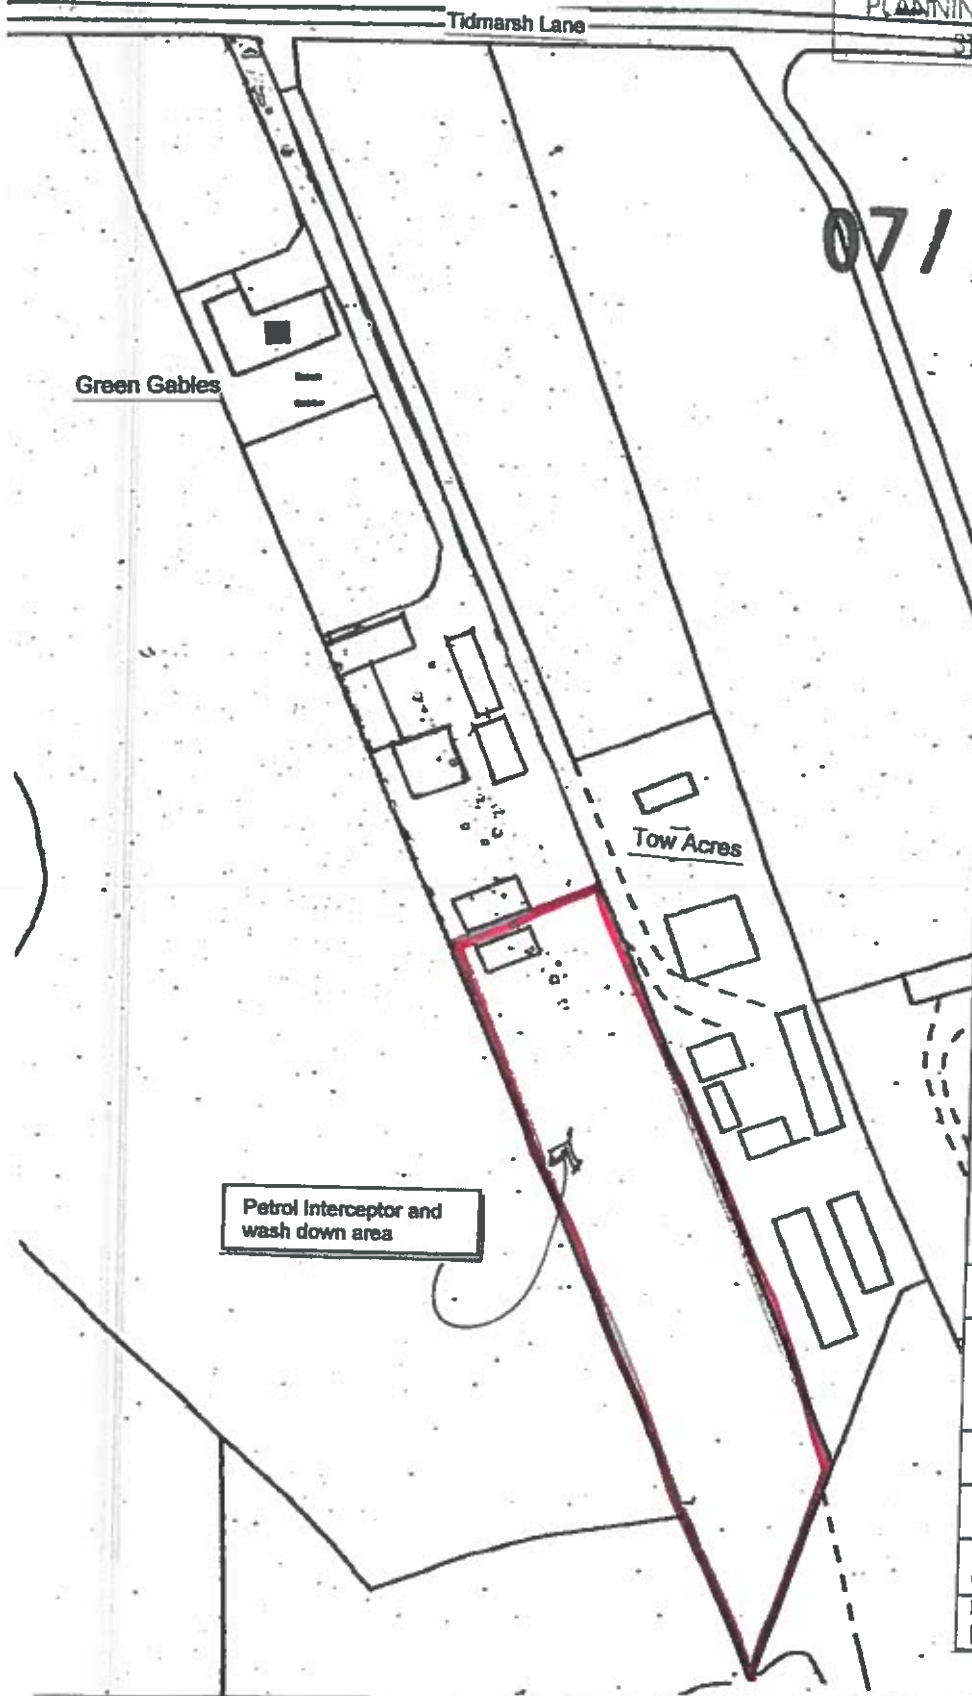 Tidmarsh Lane
07/
Green Gables
Tow Acres
Petrol Interceptor and
wash down area